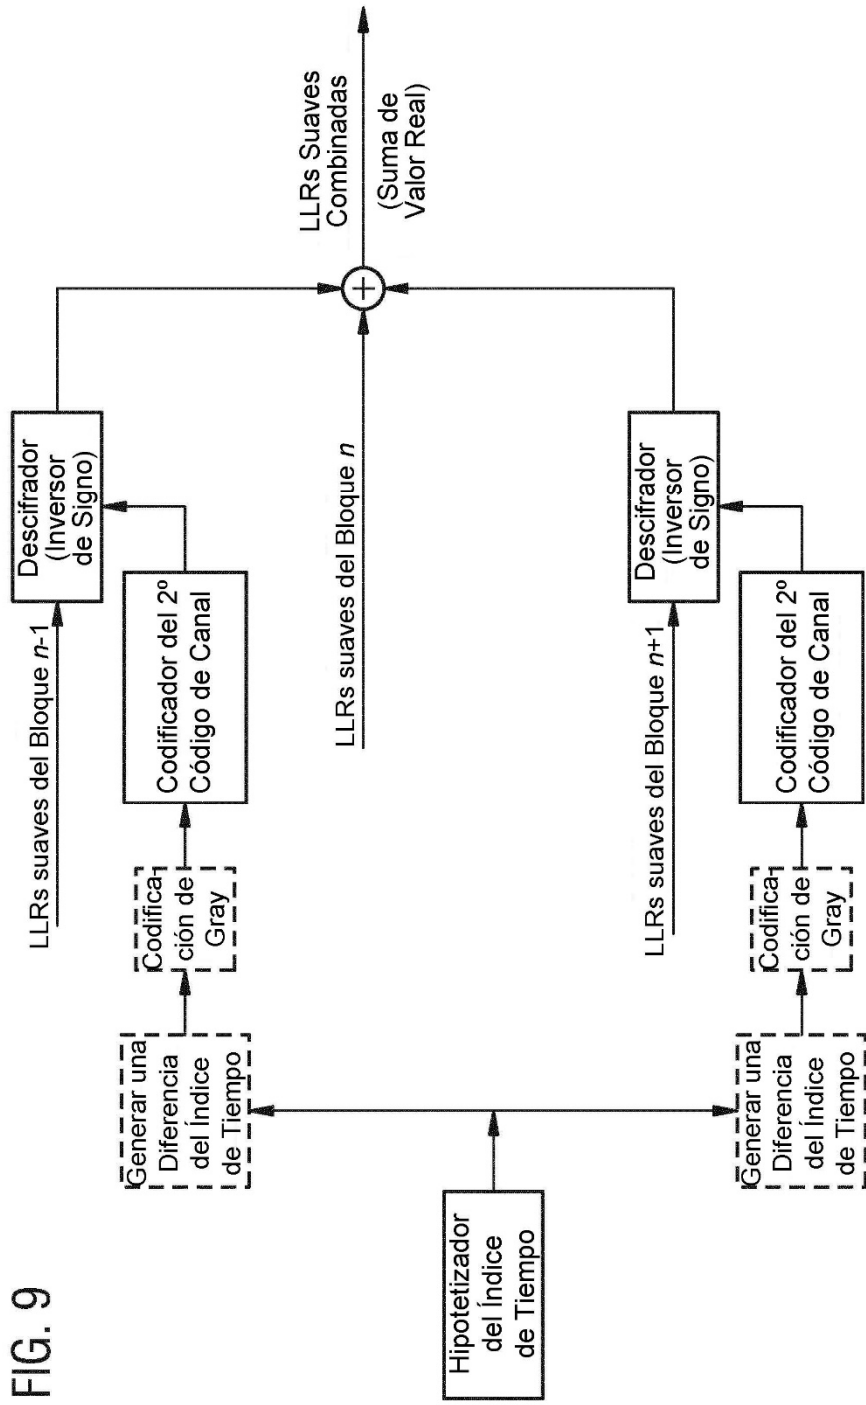 FIG. 9
Hipotetizador
del Índice
de Tiempo
Generar una
Diferencia
del Índice
de Tiempo
Codifica-
ción de
Gray
Codificador del 2º
Código de Canal
LLRs suaves del Bloque n-1
Descifrador
(Inversor
de Signo)
LLRs suaves del Bloque n
+
LLRs Suaves
Combinadas
(Suma de
Valor Real)
Generar una
Diferencia
del Índice
de Tiempo
Codifica-
ción de
Gray
Codificador del 2º
Código de Canal
LLRs suaves del Bloque n+1
Descifrador
(Inversor
de Signo)